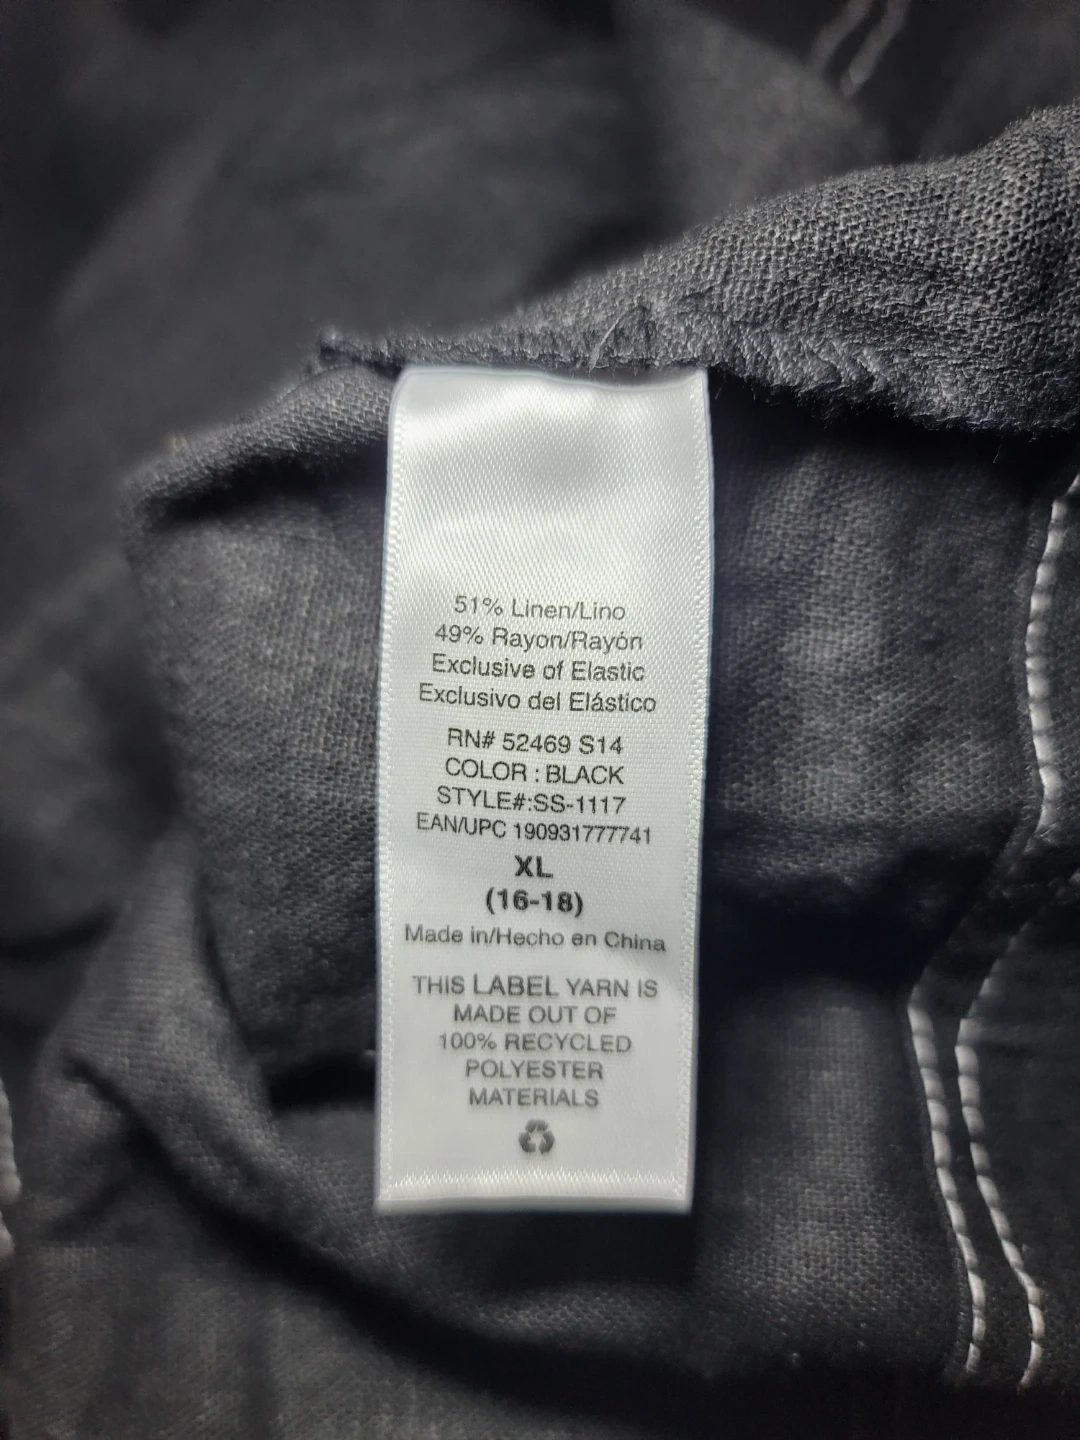 51% Linen/Lino
49% Rayon/Rayón
Exclusive of Elastic
Exclusivo del Elástico
RN# 52469 S14
COLOR : BLACK
STYLE#:SS-1117
EAN/UPC 190931777741
XL
(16-18)
Made in/Hecho en China
THIS LABEL YARN IS
MADE OUT OF
100% RECYCLED
POLYESTER
MATERIALS